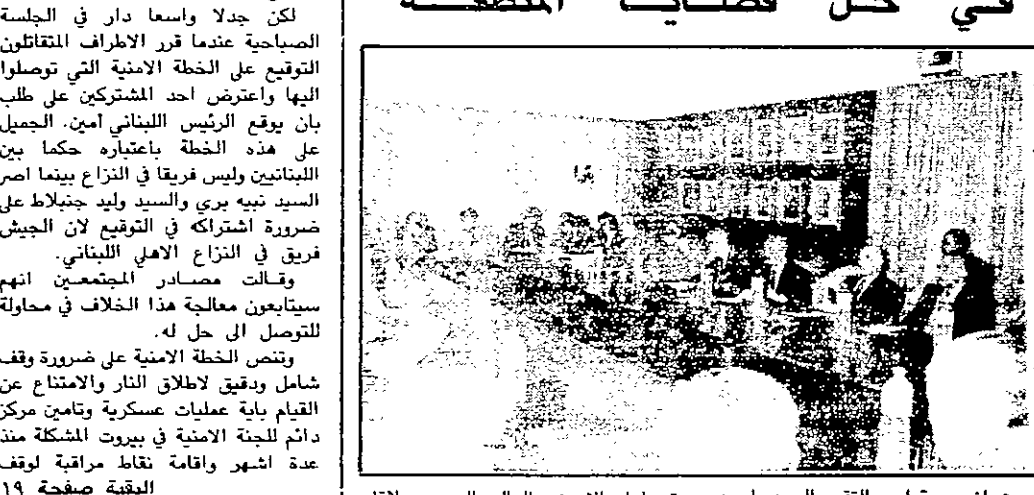 في حل قضايا المنطقة
لكن جدلا واسعا دار في الجلسة
الصباحية عندما قرر الاطراف المتقاتلون
التوقيع على الخطة الامنية التي توصلوا
اليها واعترض احد المشتركين على طلب
بان يوقع الرئيس اللبناني امين. الجميل
على هذه الخطة باعتباره حكما بين
اللبنانيين وليس فريقا في النزاع بينما اصر
السيد نبيه بري والسيد وليد جنبلاط على
ضرورة اشتراكه في التوقيع لان الجيش
فريق في النزاع الاهلي اللبناني.
وقالت مصادر المجتمعين انهم
سيتابعون معالجة هذا الخلاف في محاولة
للتوصل الى حل له.
وتنص الخطة الامنية على ضرورة وقف
شامل ودقيق لاطلاق النار والامتناع عن
القيام باية عمليات عسكرية وتامين مركز
دائم للجنة الامنية في بيروت المشكلة منذ
عدة اشهر واقامة نقاط مراقبة لوقف
البقية صفحة ١٩